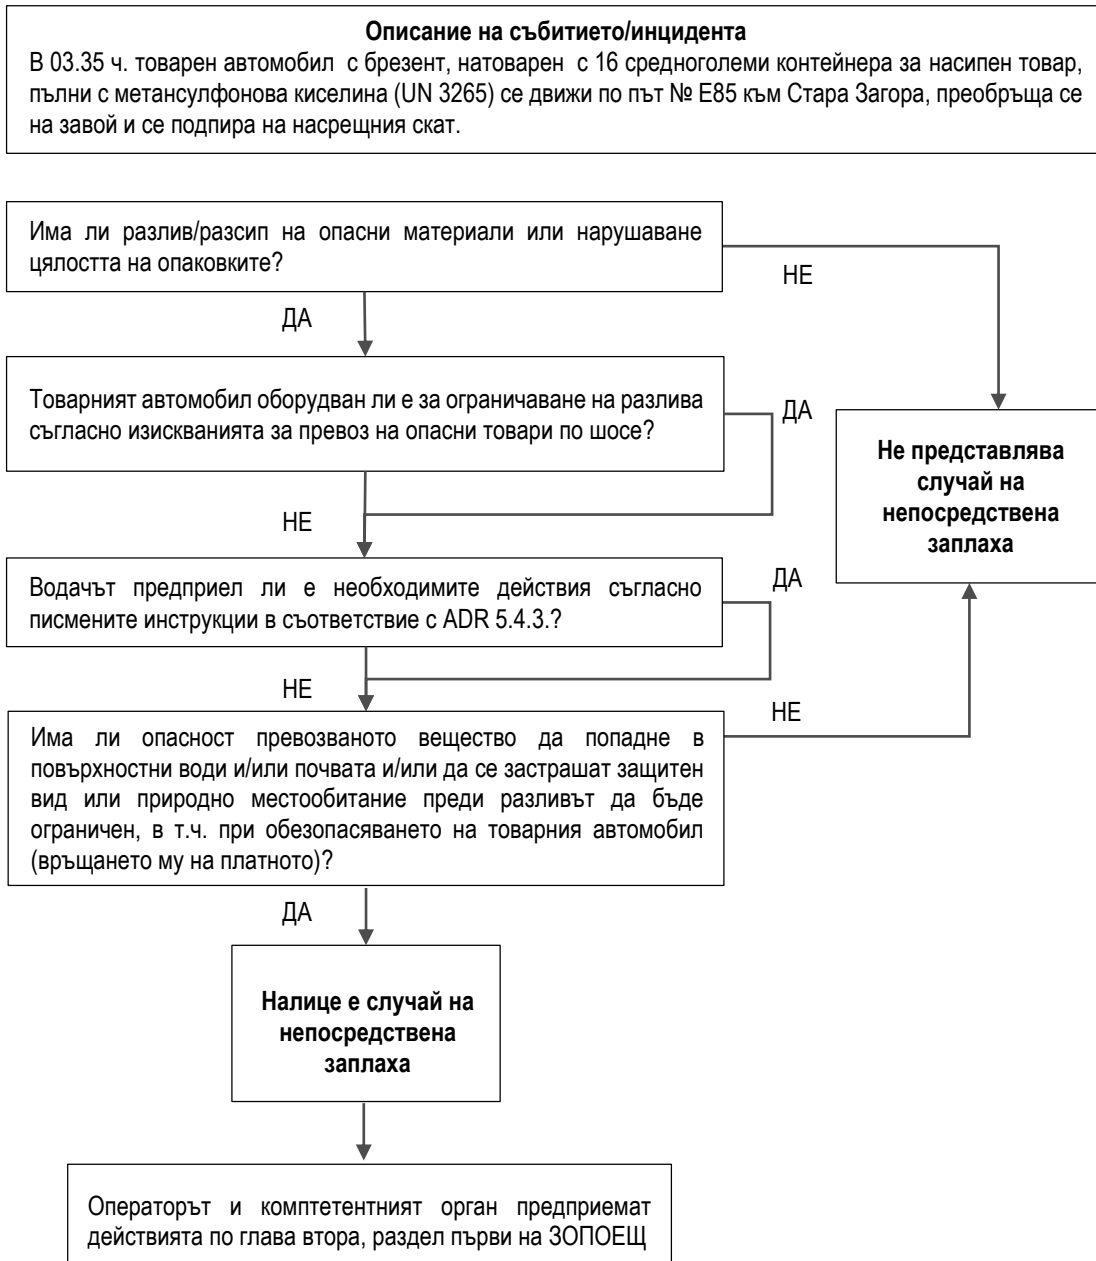 Описание на събитието/инцидента
В 03.35 ч. товарен автомобил с брезент, натоварен с 16 средноголеми контейнера за насипен товар,
пълни с метансулфонова киселина (UN 3265) се движи по път № E85 към Стара Загора, преобръща се
на завой и се подпира на насрещния скат.
Има ли разлив/разсип на опасни материали или нарушаване
цялостта на опаковките?
НЕ
ДА
Товарният автомобил оборудван ли е за ограничаване на разлива
съгласно изискванията за превоз на опасни товари по шосе?
ДА
Не представлява
случай на
непосредствена
заплаха
НЕ
Водачът предприел ли е необходимите действия съгласно
писмените инструкции в съответствие с ADR 5.4.3.?
ДА
НЕ
НЕ
Има ли опасност превозваното вещество да попадне в
повърхностни води и/или почвата и/или да се застрашат защитен
вид или природно местообитание преди разливът да бъде
ограничен, в т.ч. при обезопасяването на товарния автомобил
(връщането му на платното)?
ДА
Налице е случай на
непосредствена
заплаха
Операторът и комптетентният орган предприемат
действията по глава втора, раздел първи на ЗОПОЕЩ